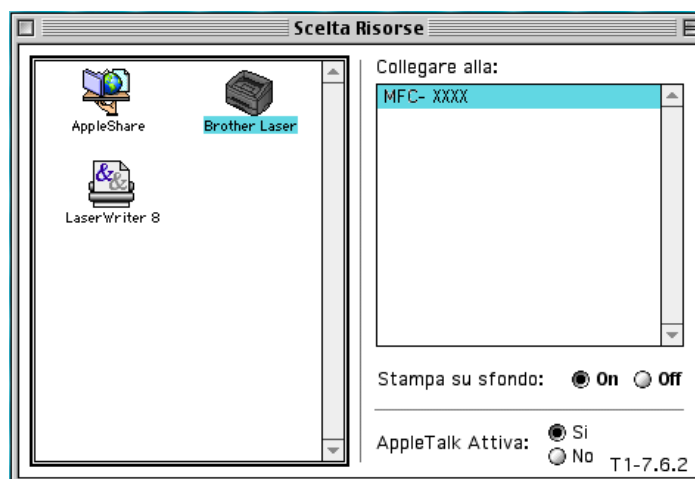 Scelta Risorse
AppleShare
Brother Laser
LaserWriter 8
Collegare alla:
MFC- XXXX
Stampa su sfondo: On Off
AppleTalk Attiva: Si
No
T1-7.6.2